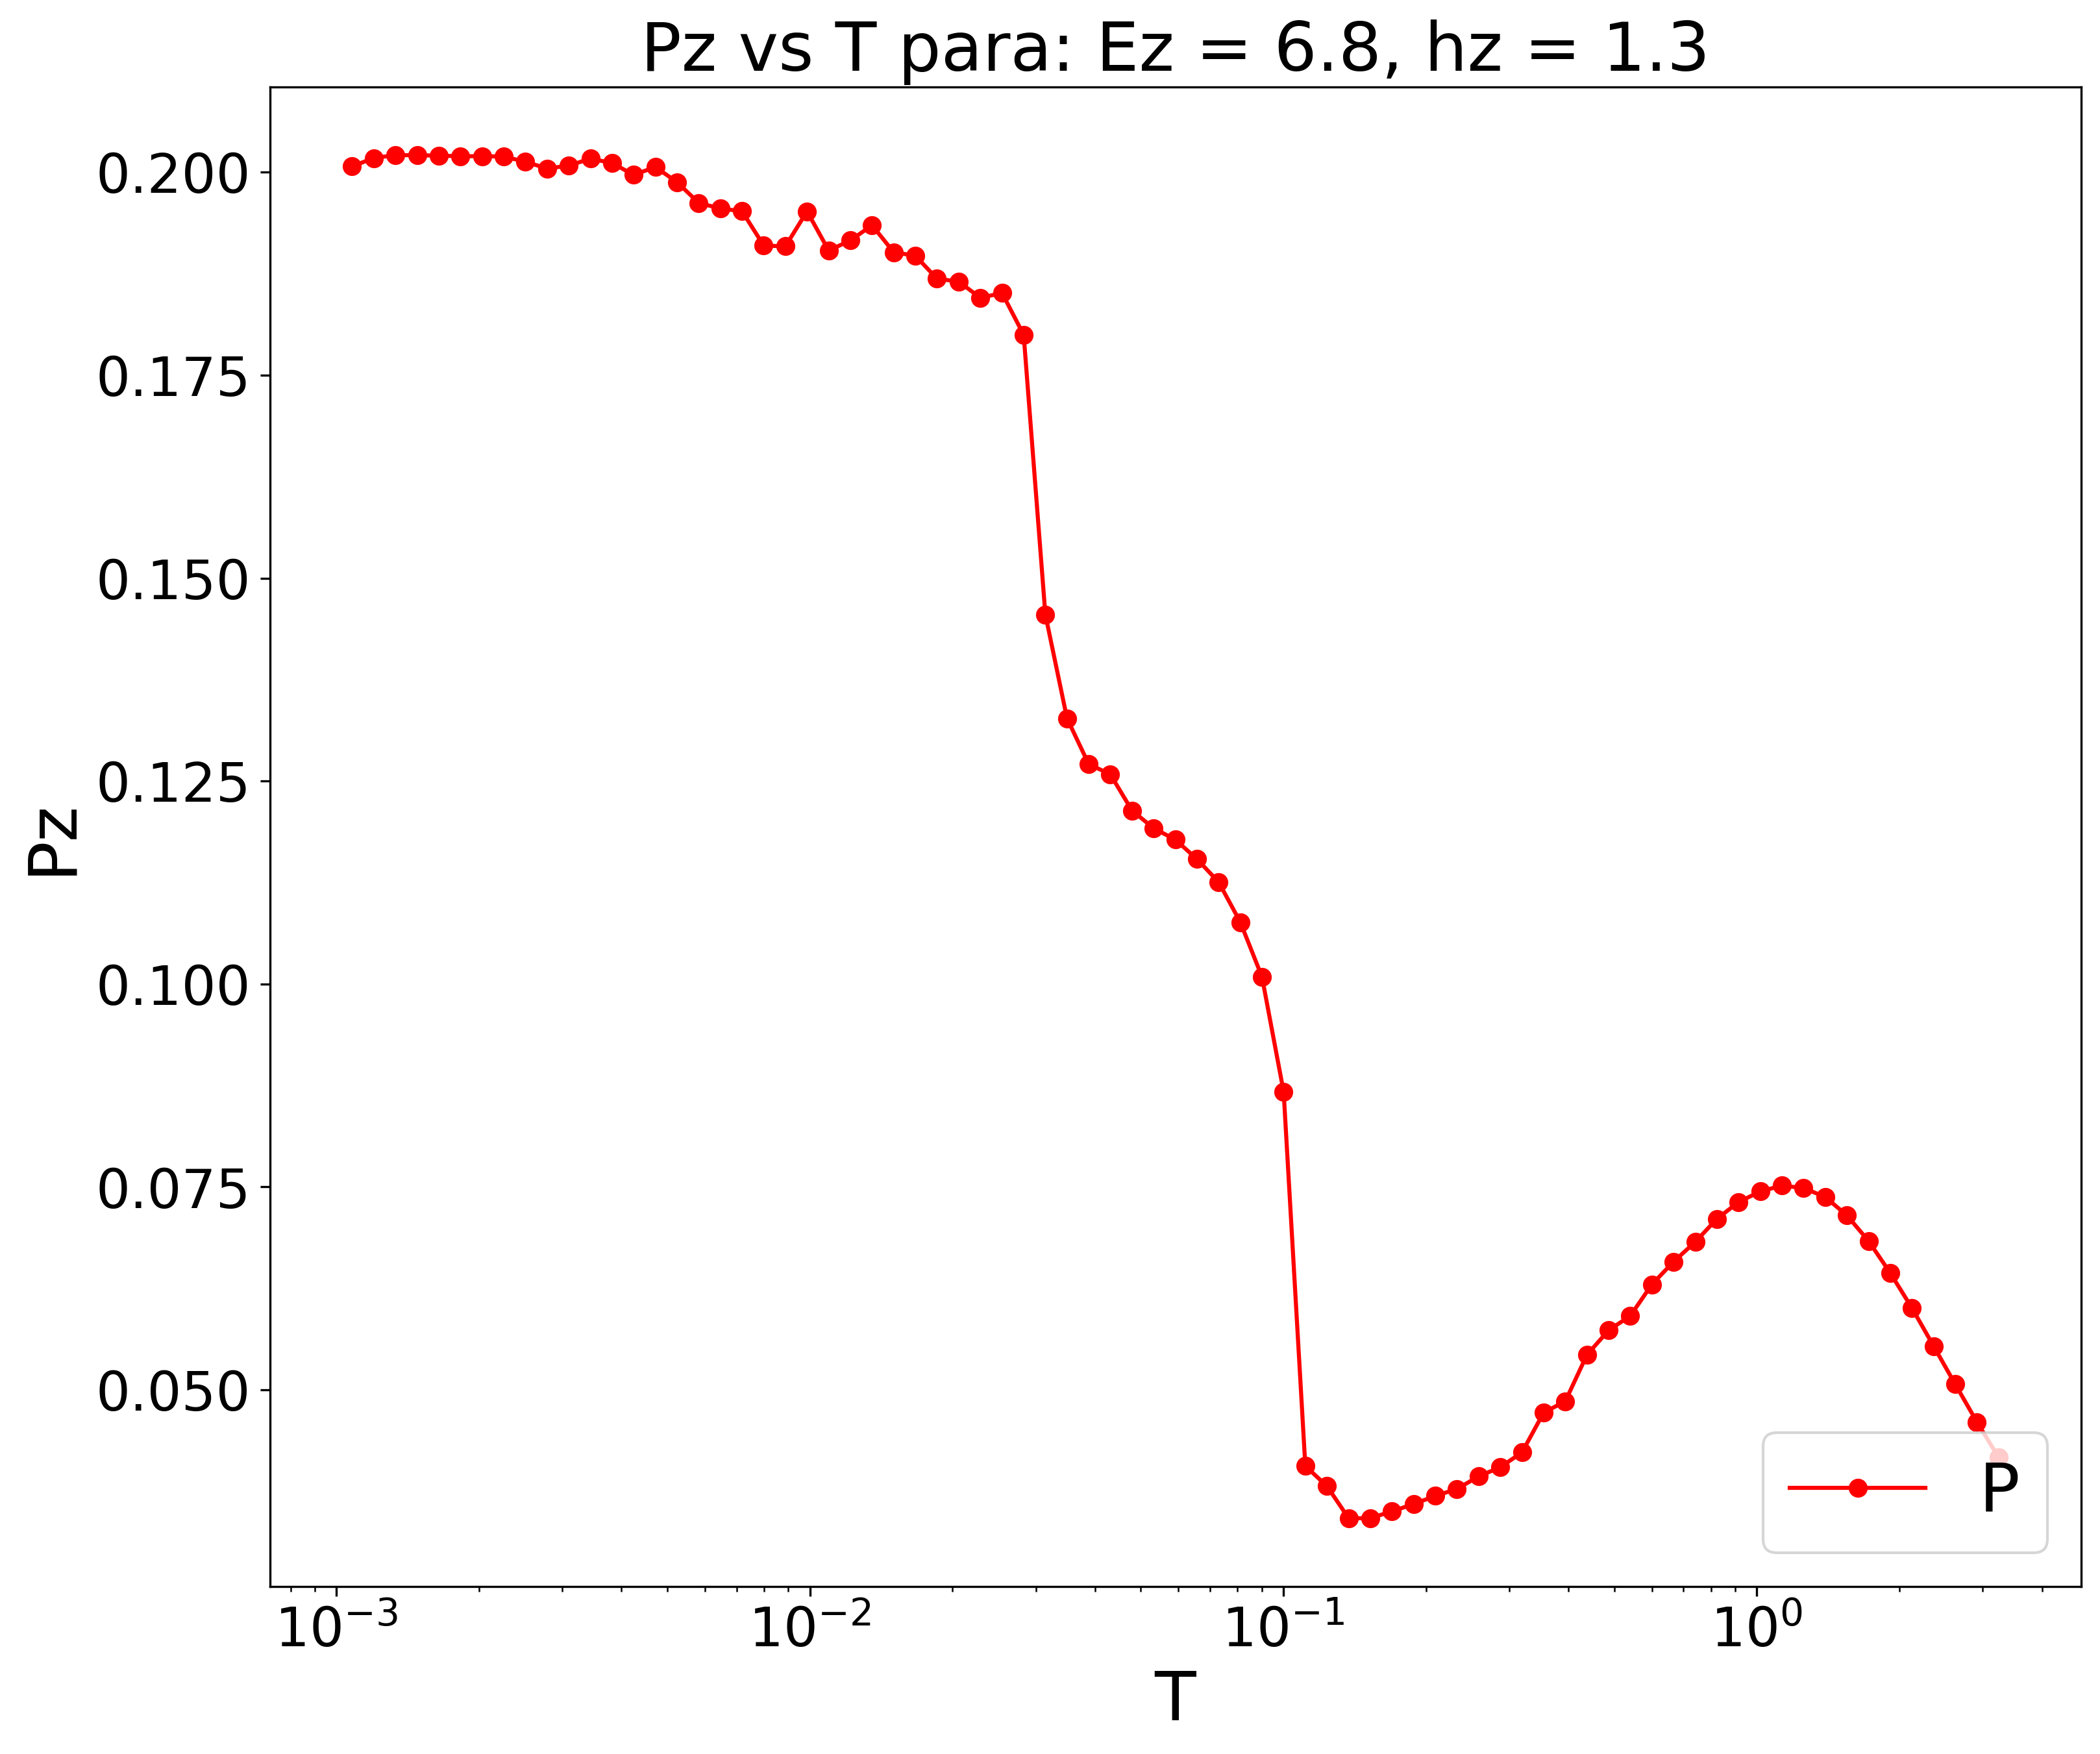 Pz vs T para: Ez = 6.8, hz = 1.3
0.200
0.175
0.150
0.125
0.100
0.075
0.050
Pz
P
10⁻³ 10⁻² 10⁻¹ 10⁰
T